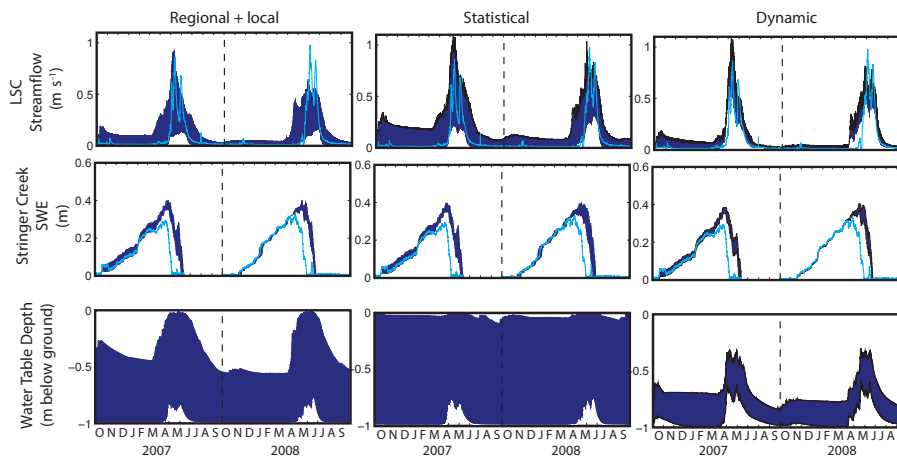 Regional + local
Statistical
Dynamic
LSC
Streamflow
(m s⁻¹)
1
0.5
0
1
0.5
0
1
0.5
0
Stringer Creek
SWE
(m)
0.6
0.4
0.2
0
0.6
0.4
0.2
0
0.6
0.4
0.2
0
Water Table Depth
(m below ground)
0
−0.5
−1
0
−0.5
−1
0
−0.5
−1
O N D J F M A M J J A S O N D J F M A M J J A S
2007 2008
O N D J F M A M J J A S O N D J F M A M J J A S
2007 2008
O N D J F M A M J J A S O N D J F M A M J J A
2007 2008